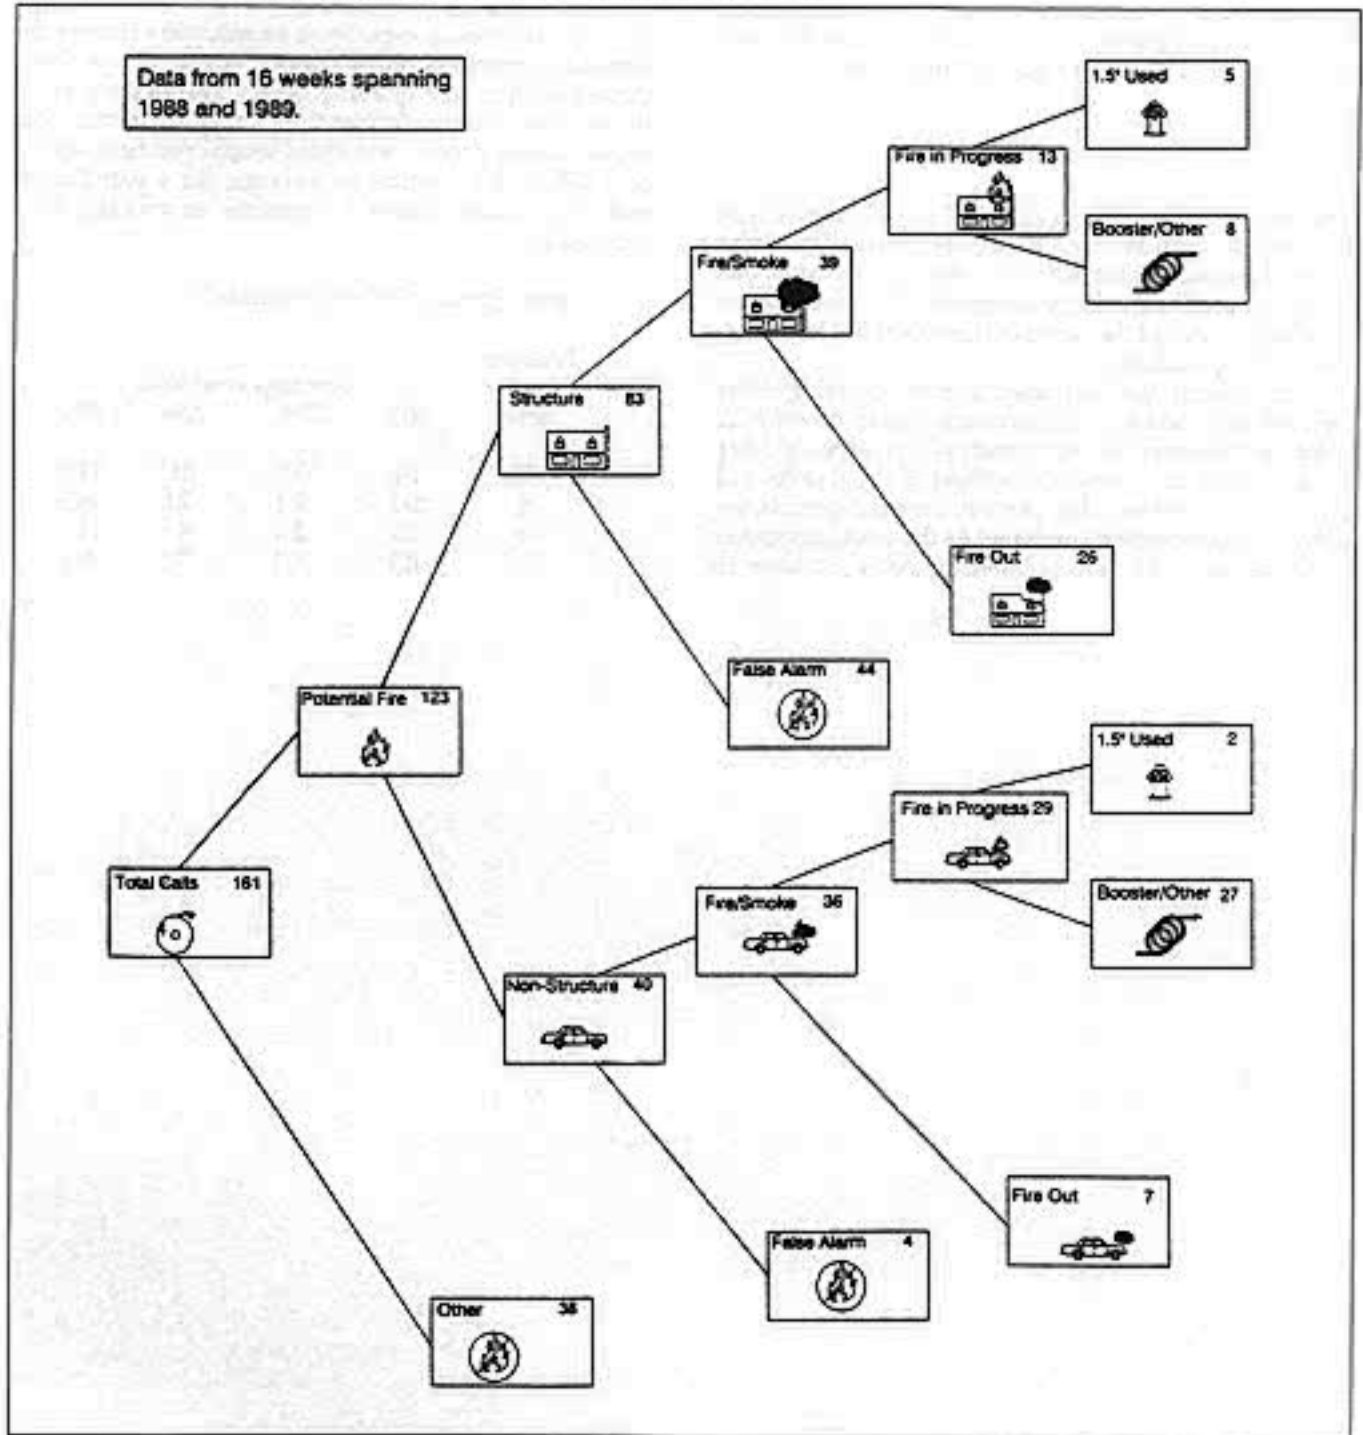 Data from 16 weeks spanning
1988 and 1989.
1.5" Used 5
Fire in Progress 13
Booster/Other 8
Fire/Smoke 39
Structure 83
Fire Out 26
False Alarm 44
Potential Fire 123
1.5" Used 2
Fire in Progress 29
Total Calls 161
Fire/Smoke 36
Booster/Other 27
Non-Structure 40
Fire Out 7
False Alarm 4
Other 38